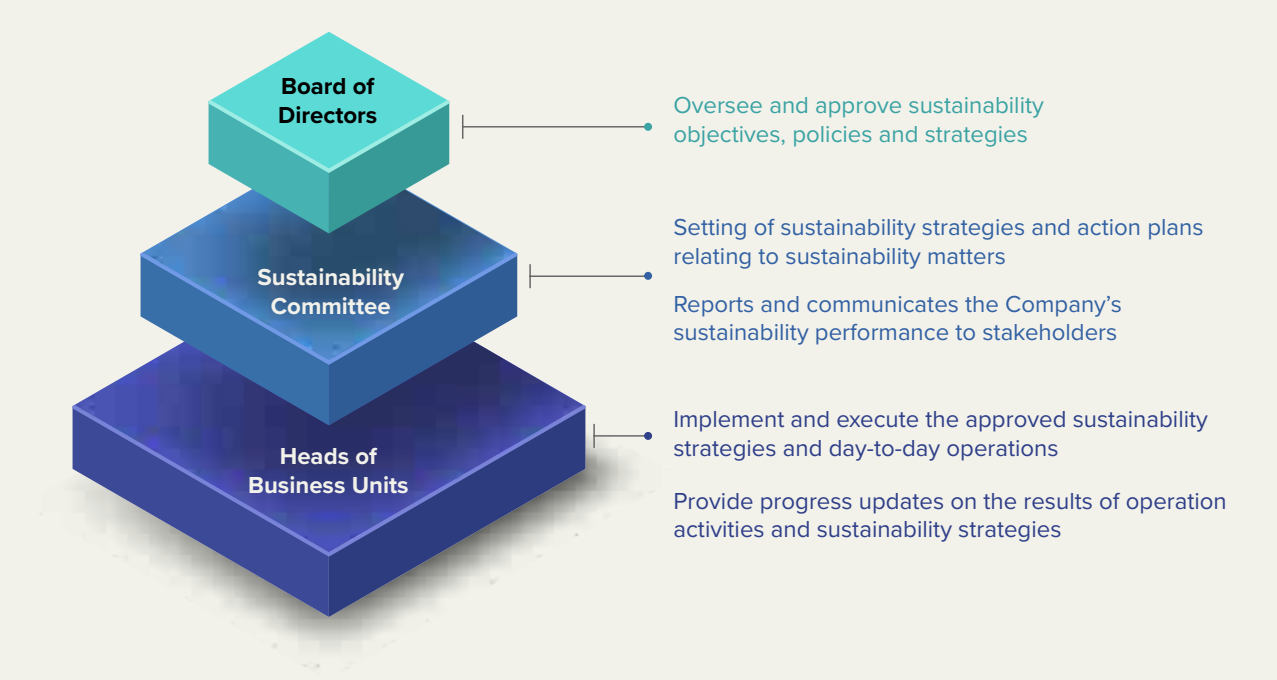 Board of
Directors
Oversee and approve sustainability
objectives, policies and strategies
Sustainability
Committee
Setting of sustainability strategies and action plans
relating to sustainability matters
Reports and communicates the Company’s
sustainability performance to stakeholders
Heads of
Business Units
Implement and execute the approved sustainability
strategies and day-to-day operations
Provide progress updates on the results of operation
activities and sustainability strategies